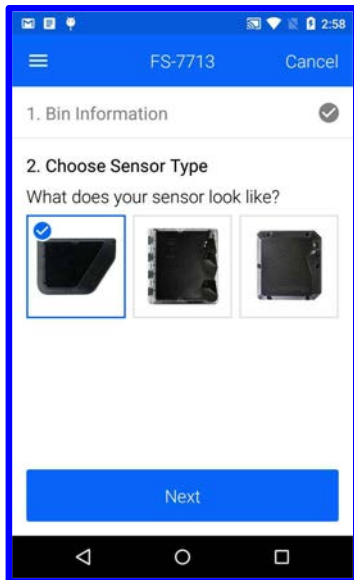 2:58
FS-7713
Cancel
1. Bin Information
2. Choose Sensor Type
What does your sensor look like?
Next